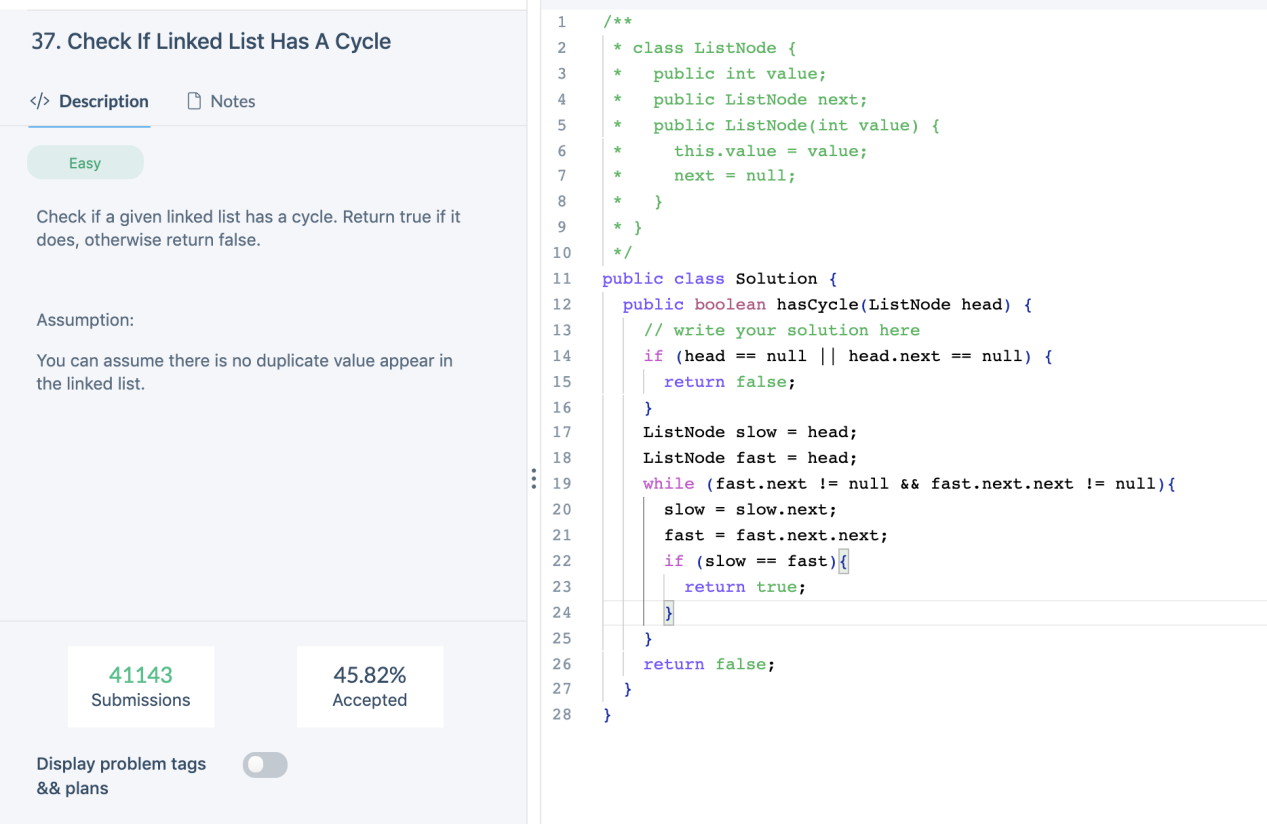 37. Check If Linked List Has A Cycle
</> Description Notes
Easy
Check if a given linked list has a cycle. Return true if it
does, otherwise return false.
Assumption:
You can assume there is no duplicate value appear in
the linked list.
41143
Submissions
45.82%
Accepted
Display problem tags
&& plans
1 /**
2  * class ListNode {
3  *   public int value;
4  *   public ListNode next;
5  *   public ListNode(int value) {
6  *     this.value = value;
7  *     next = null;
8  *   }
9  * }
10  */
11 public class Solution {
12   public boolean hasCycle(ListNode head) {
13     // write your solution here
14     if (head == null || head.next == null) {
15       return false;
16     }
17     ListNode slow = head;
18     ListNode fast = head;
19     while (fast.next != null && fast.next.next != null){
20       slow = slow.next;
21       fast = fast.next.next;
22       if (slow == fast){
23         return true;
24       }
25     }
26     return false;
27   }
28 }